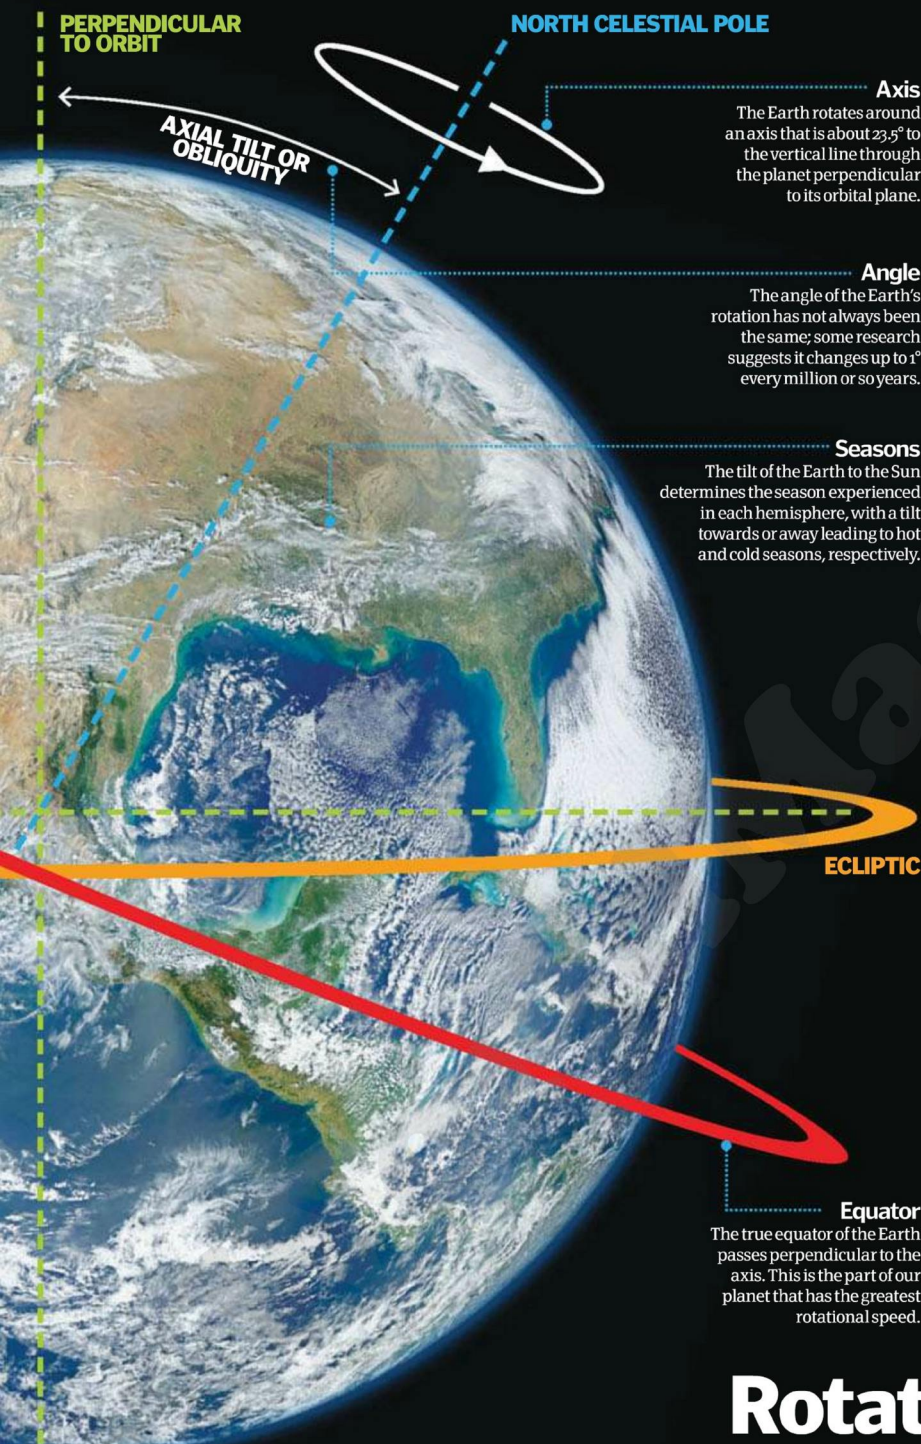 PERPENDICULAR
TO ORBIT
NORTH CELESTIAL POLE
AXIAL TILT OR
OBLIQUITY
Axis
The Earth rotates around
an axis that is about 23.5° to
the vertical line through
the planet perpendicular
to its orbital plane.
Angle
The angle of the Earth's
rotation has not always been
the same; some research
suggests it changes up to 1°
every million or so years.
Seasons
The tilt of the Earth to the Sun
determines the season experienced
in each hemisphere, with a tilt
towards or away leading to hot
and cold seasons, respectively.
ECLIPTIC
Equator
The true equator of the Earth
passes perpendicular to the
axis. This is the part of our
planet that has the greatest
rotational speed.
Rotat